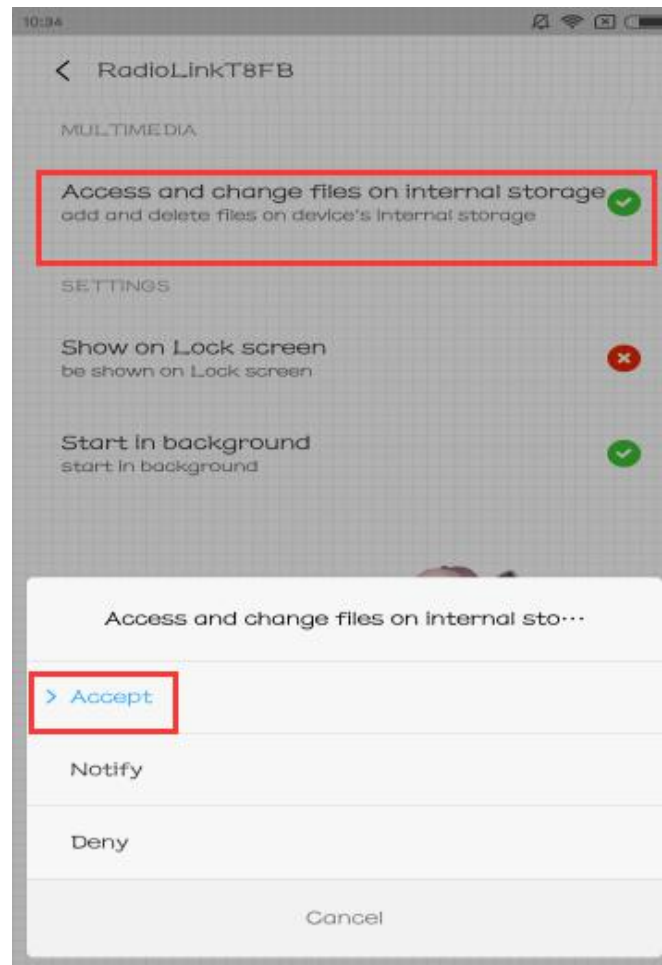 10:34
RadioLinkT8FB
MULTIMEDIA
Access and change files on internal storage
add and delete files on device's internal storage
SETTINGS
Show on Lock screen
be shown on Lock screen
Start in background
start in background
Access and change files on internal sto···
> Accept
Notify
Deny
Cancel